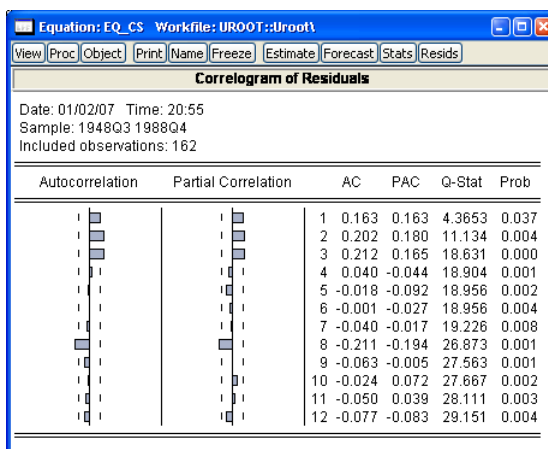 Equation: EQ_CS Workfile: UROOT::Uroot\
View Proc Object Print Name Freeze Estimate Forecast Stats Resids
Correlogram of Residuals
Date: 01/02/07 Time: 20:55
Sample: 1948Q3 1988Q4
Included observations: 162
Autocorrelation Partial Correlation AC PAC Q-Stat Prob
1 0.163 0.163 4.3653 0.037
2 0.202 0.180 11.134 0.004
3 0.212 0.165 18.631 0.000
4 0.040 -0.044 18.904 0.001
5 -0.018 -0.092 18.956 0.002
6 -0.001 -0.027 18.956 0.004
7 -0.040 -0.017 19.226 0.008
8 -0.211 -0.194 26.873 0.001
9 -0.063 -0.005 27.563 0.001
10 -0.024 0.072 27.667 0.002
11 -0.050 0.039 28.111 0.003
12 -0.077 -0.083 29.151 0.004